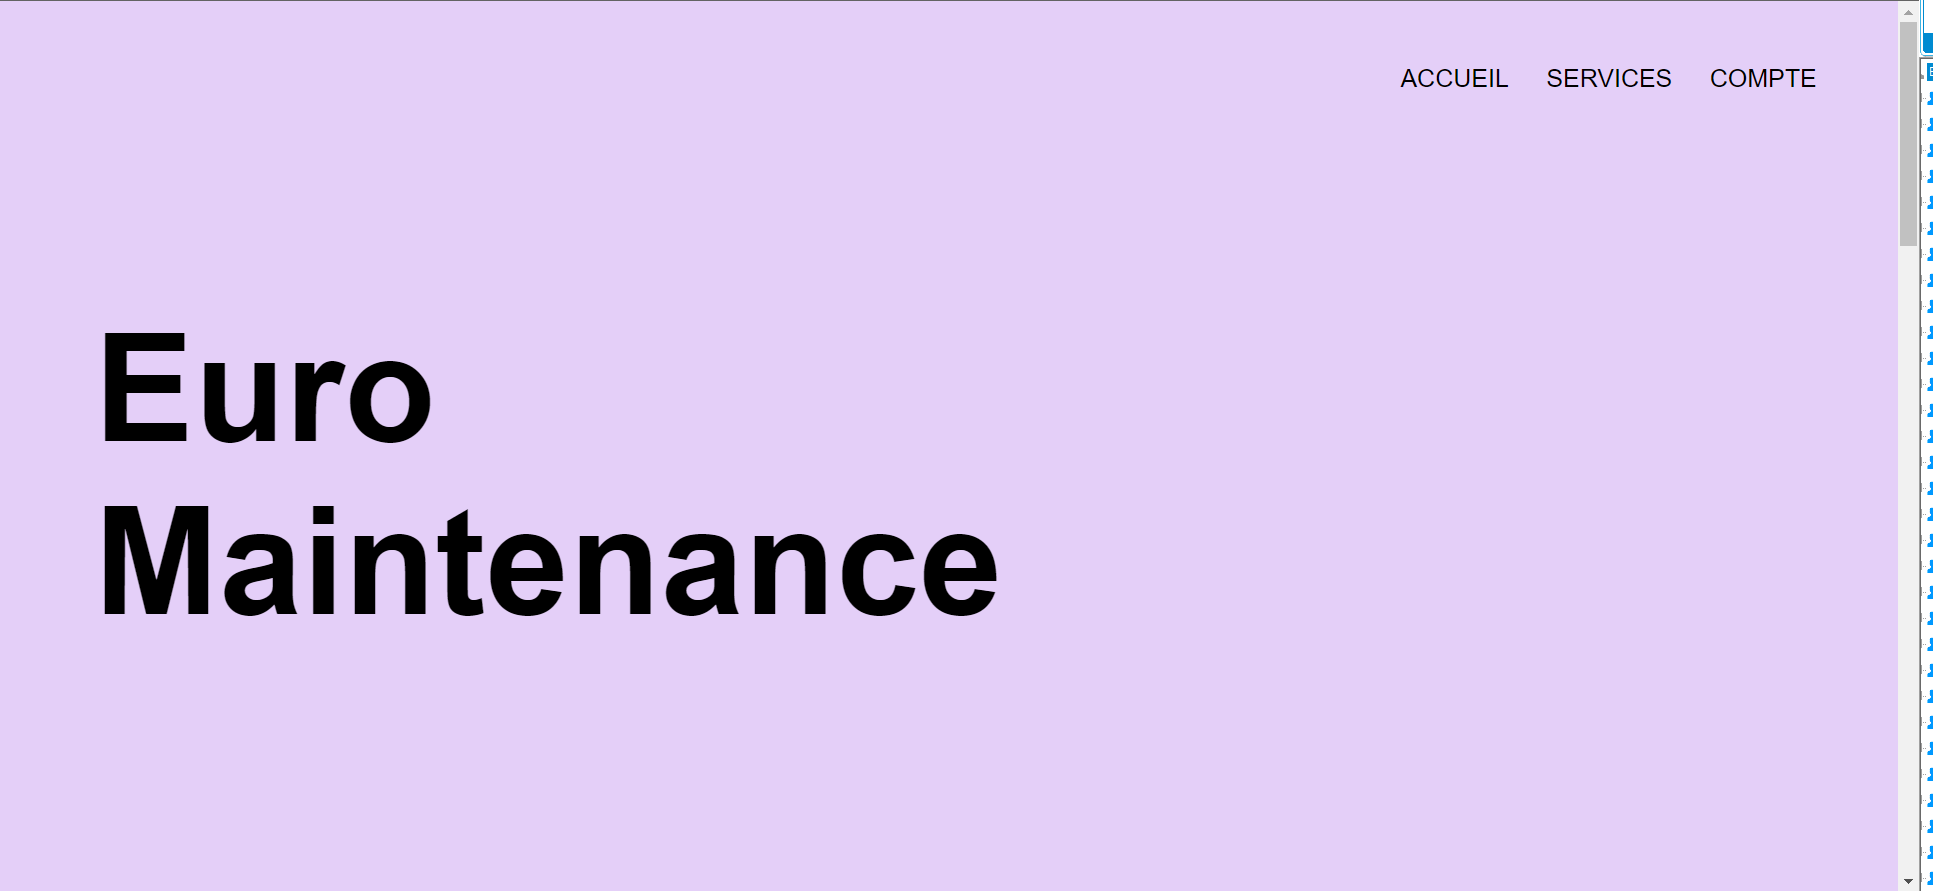 ACCUEIL SERVICES COMPTE
Euro
Maintenance